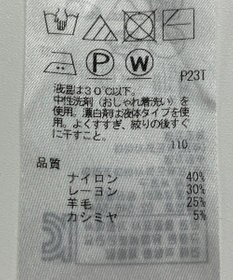 P
W
P23T
液温は30℃以下。
中性洗剤（おしゃれ着洗い）を
使用。漂白剤は液体タイプを使
用。よくすすぎ、絞りの後すぐ
に干すこと。
110
品質
ナイロン 40%
レーヨン 30%
羊毛 25%
カシミヤ 5%